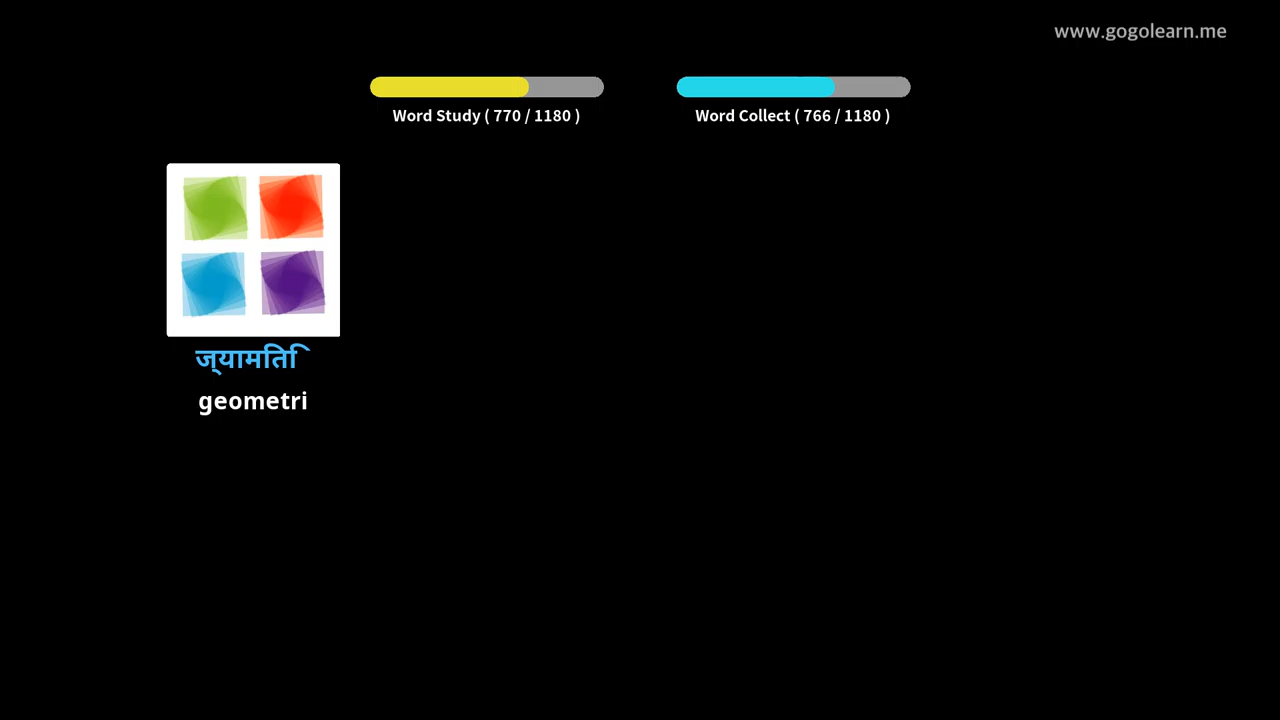 www.gogolearn.me
Word Study ( 770 / 1180 )
Word Collect ( 766 / 1180 )
ज्यामिति
geometri